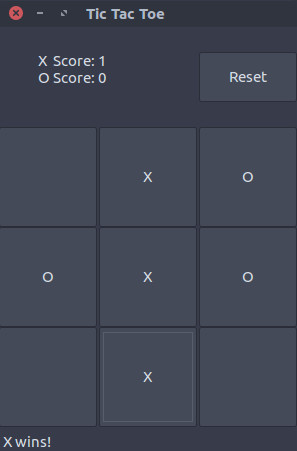 Tic Tac Toe
X Score: 1
O Score: 0
Reset
X O
O X O
X
X wins!